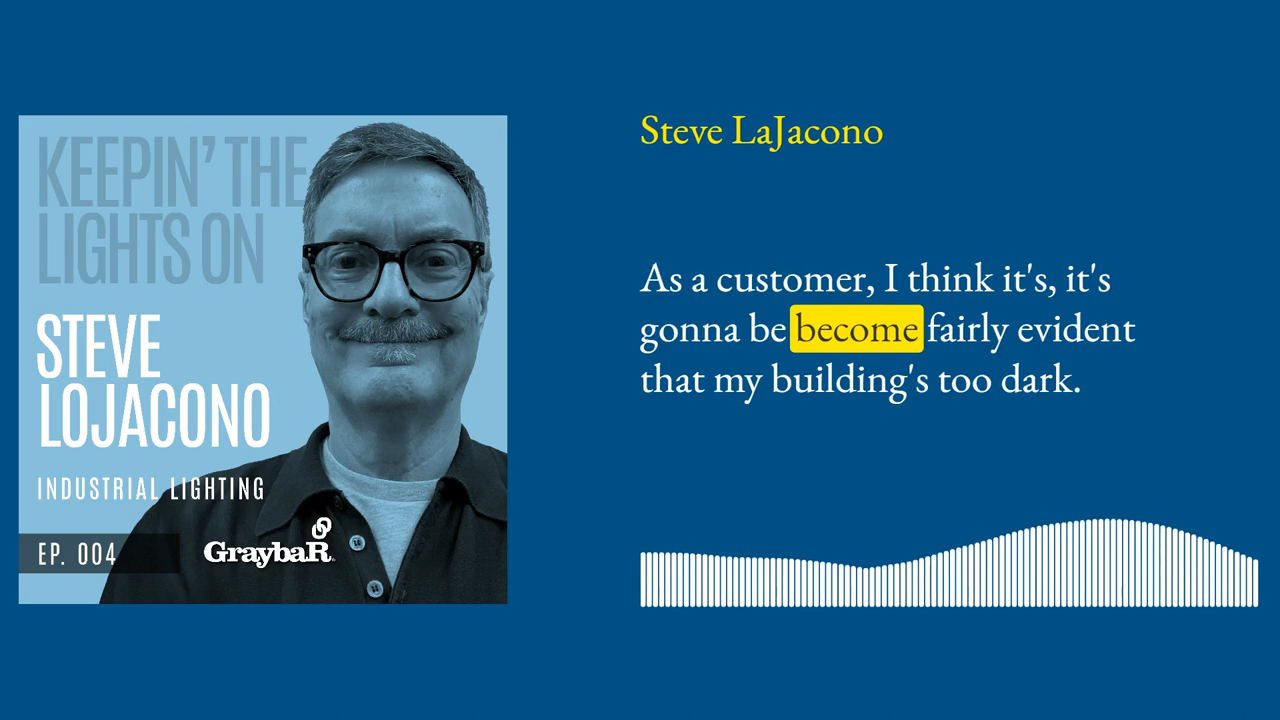 KEEPIN' THE
LIGHTS ON
STEVE
LOJACONO
INDUSTRIAL LIGHTING
EP. 004
GraybaR
Steve LaJacono
As a customer, I think it's, it's
gonna be become fairly evident
that my building's too dark.